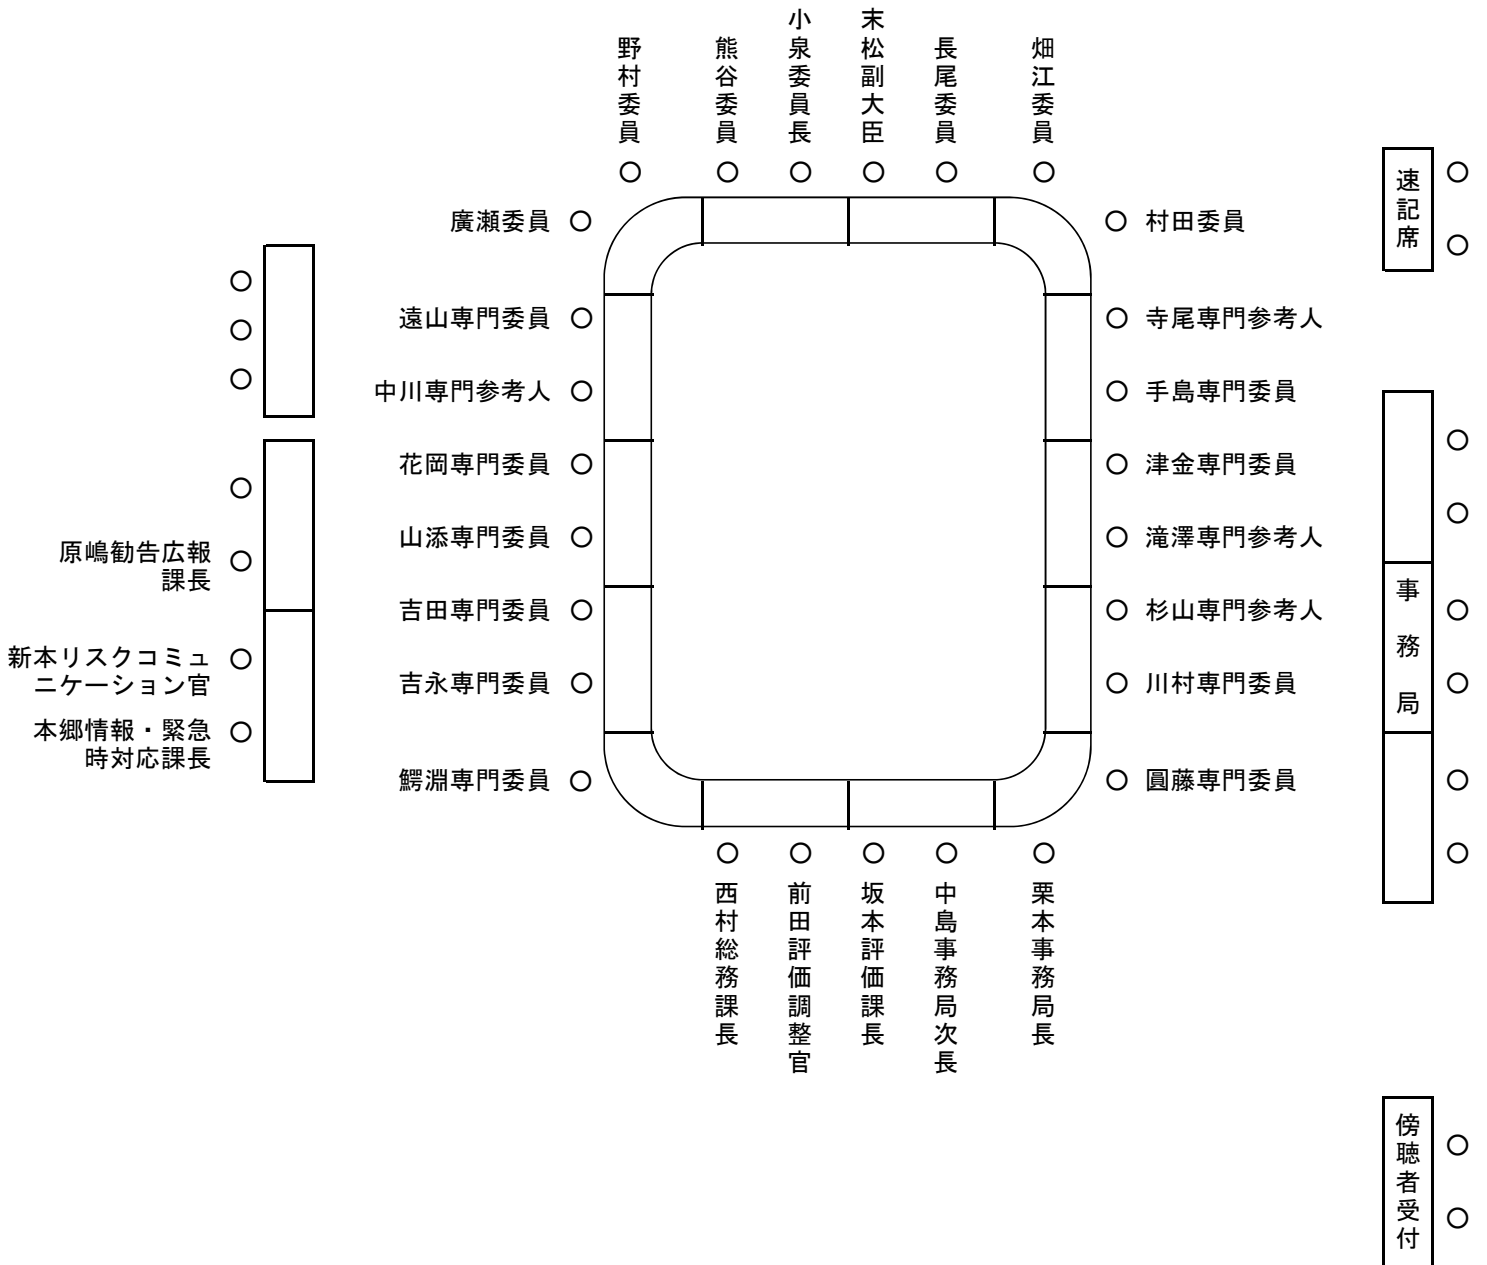 野村委員
熊谷委員
小泉委員長
末松副大臣
長尾委員
畑江委員
速記席
廣瀬委員
村田委員
遠山専門委員
寺尾専門参考人
中川専門参考人
手島専門委員
花岡専門委員
津金専門委員
山添専門委員
滝澤専門参考人
原嶋勧告広報
課長
吉田専門委員
杉山専門参考人
事務局
新本リスクコミュ
ニケーション官
吉永専門委員
川村専門委員
本郷情報・緊急
時対応課長
鰐淵専門委員
圓藤専門委員
西村総務課長
前田評価調整官
坂本評価課長
中島事務局次長
栗本事務局長
傍聴者受付